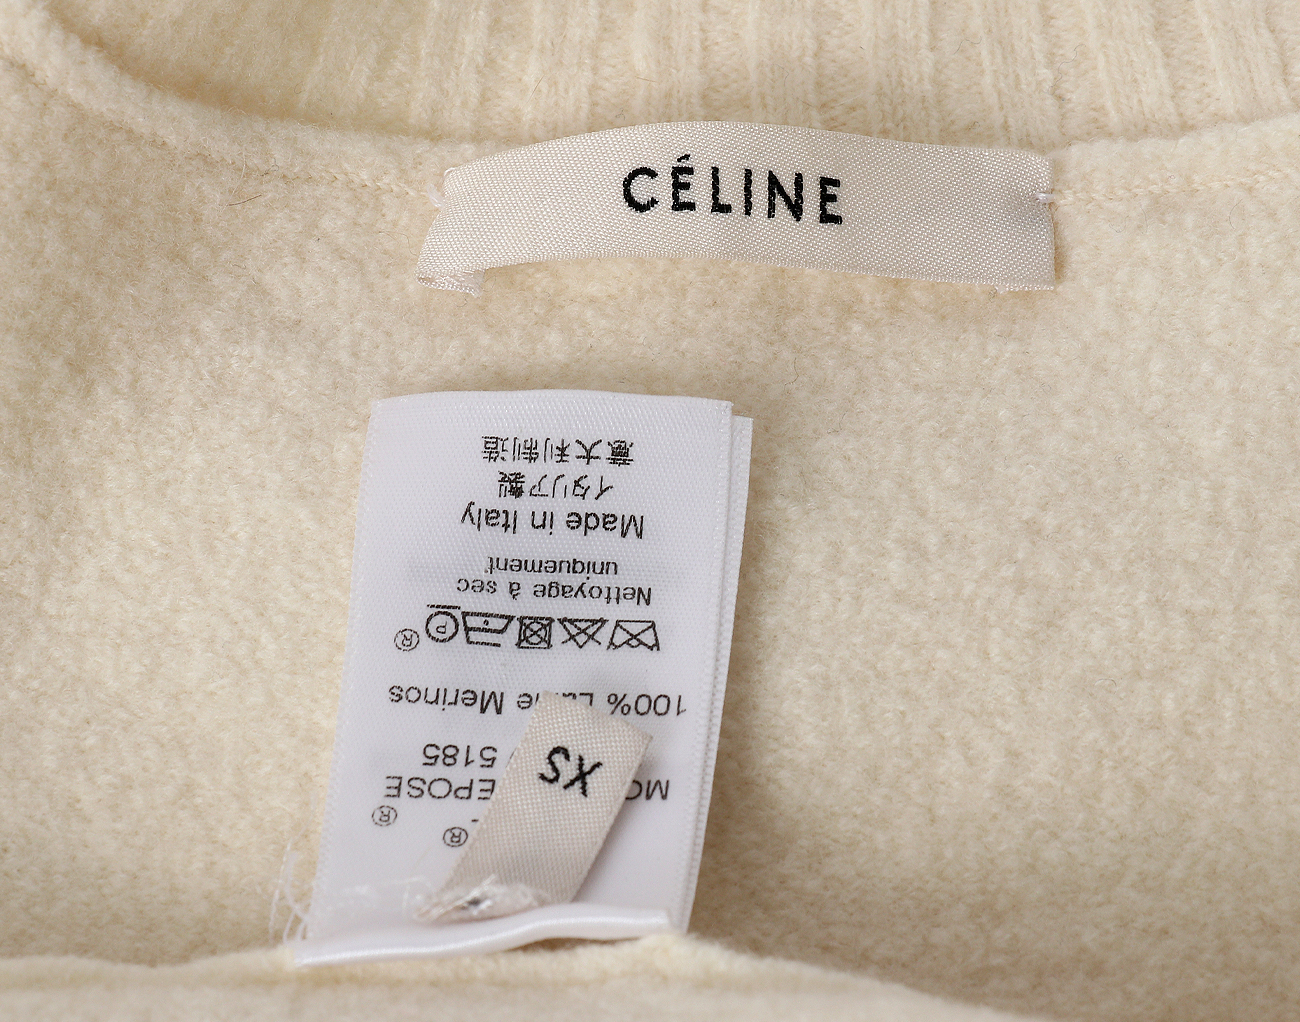 CÉLINE
意大利制造
イタリア製
Made in Italy
Nettoyage à sec
uniquement
P
®
100% Merinos
XS
5185
®
®